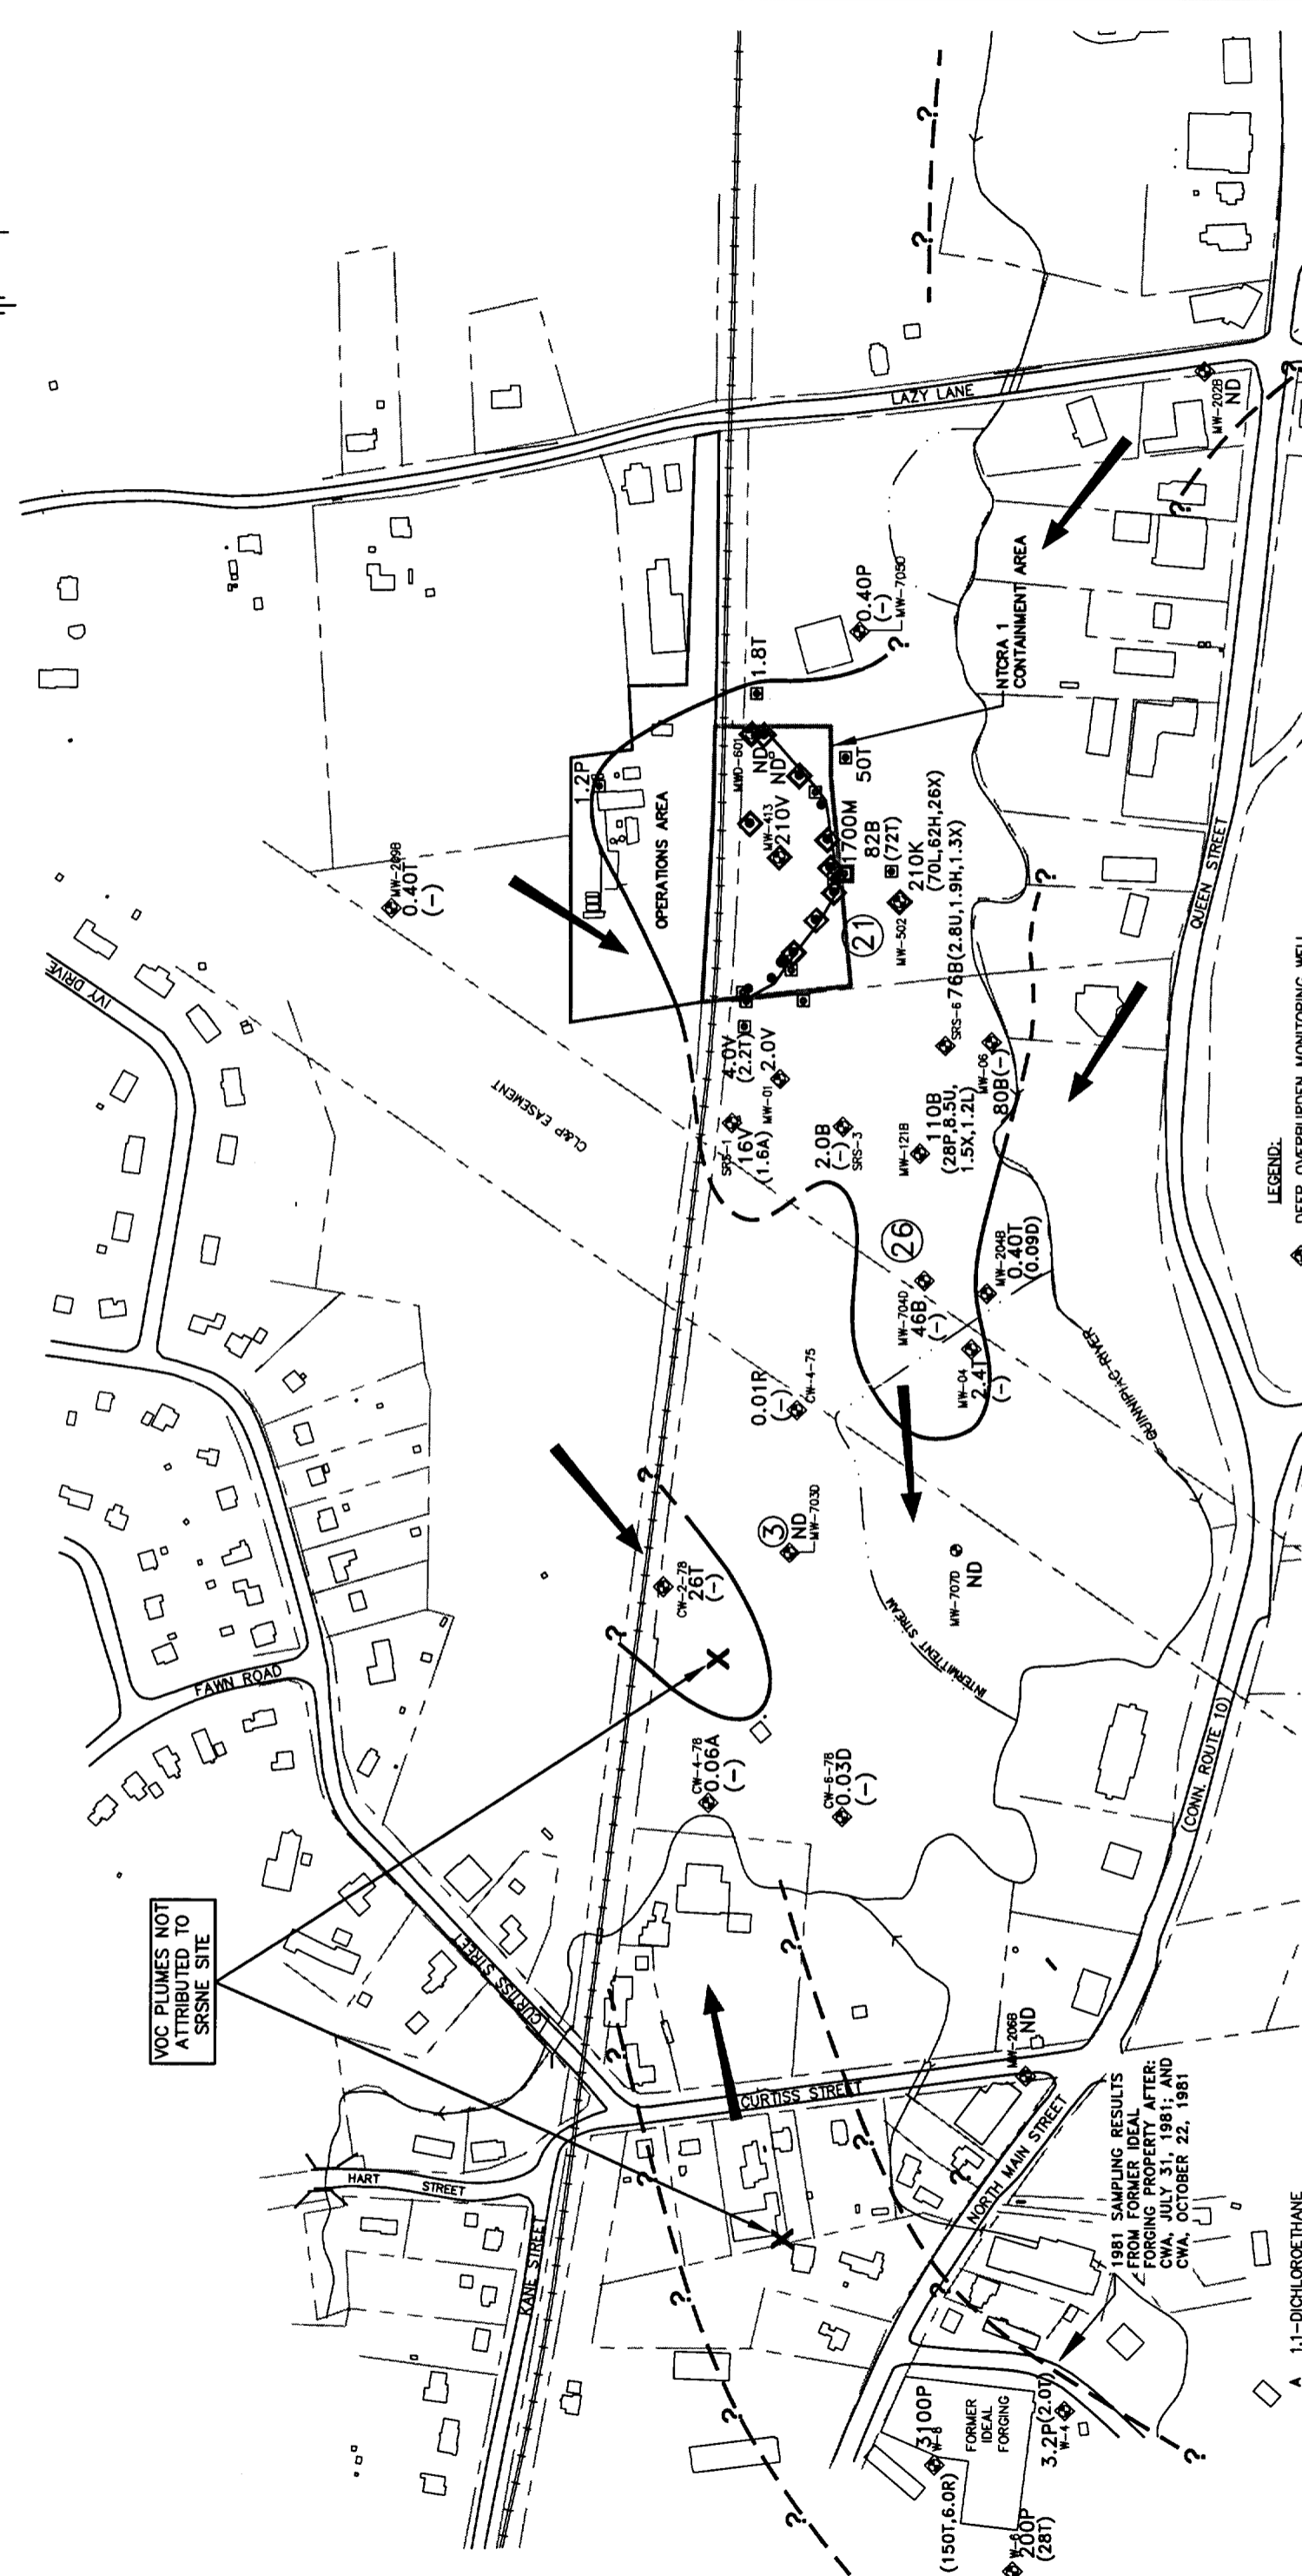 LAZY LANE
MW-202B
ND
?
?
?
?
NTCRA 1
CONTAINMENT AREA
0.40P
(-)
MW-705D
?
1.8T
1.2P
OPERATIONS AREA
MWD-601
ND
ND
MW-413
210V
50T
1700M
82B
(72T)
210K
(70L,62H,26X)
MW-502
21
SRS-6 76B(2.8U,1.9H,1.3X)
?
QUEEN STREET
MW-209B
0.40T
(-)
IVY DRIVE
CL&P EASEMENT
4.0V
(2.2T)
MW-01 2.0V
SRS-1
16V
(1.6A)
2.0B
(-)
SRS-3
MW-121B
110B
(28P,8.5U,
1.5X,1.2L)
MW-06
80B(-)
LEGEND:
DEEP OVERBURDEN MONITORING WELL
26
MW-704D
46B
(-)
MW-204B
0.40T
(0.09D)
MW-04
2.4T
(-)
0.01R
(-)
CW-4-75
QUINNIPIAC RIVER
?
?
3
ND
MW-703D
CW-2-78
26T
(-)
MW-707D
ND
INTERMITTENT STREAM
FAWN ROAD
CW-4-78
0.06A
(-)
CW-6-78
0.03D
(-)
(CONN. ROUTE 10)
VOC PLUMES NOT
ATTRIBUTED TO
SRSNE SITE
CURTISS STREET
?
?
CURTISS STREET
MW-206B
ND
HART
STREET
KANE STREET
?
?
?
?
?
?
?
?
NORTH MAIN STREET
1981 SAMPLING RESULTS
FROM FORMER IDEAL
FORGING PROPERTY AFTER:
CWA, JULY 31, 1981; AND
CWA, OCTOBER 22, 1981
3100P
W-8
(150T,6.0R)
FORMER
IDEAL
FORGING
3.2P(2.0T)
W-4
W-6
200P
(28T)
A 1,1-DICHLOROETHANE